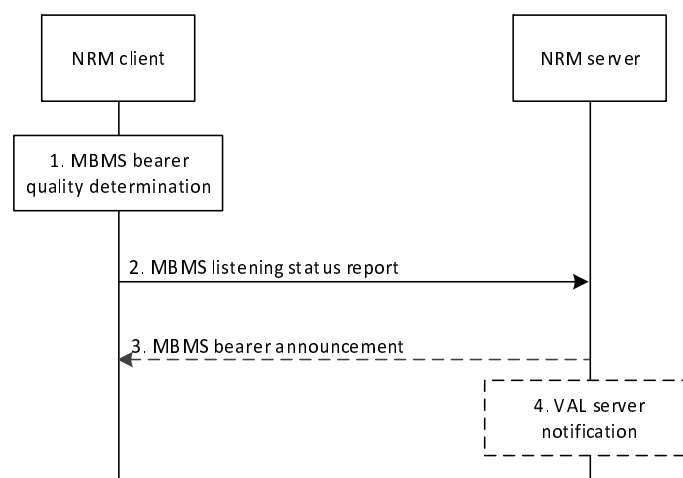 NRM client
NRM server
1. MBMS bearer
quality determination
2. MBMS listening status report
3. MBMS bearer announcement
4. VAL server
notification